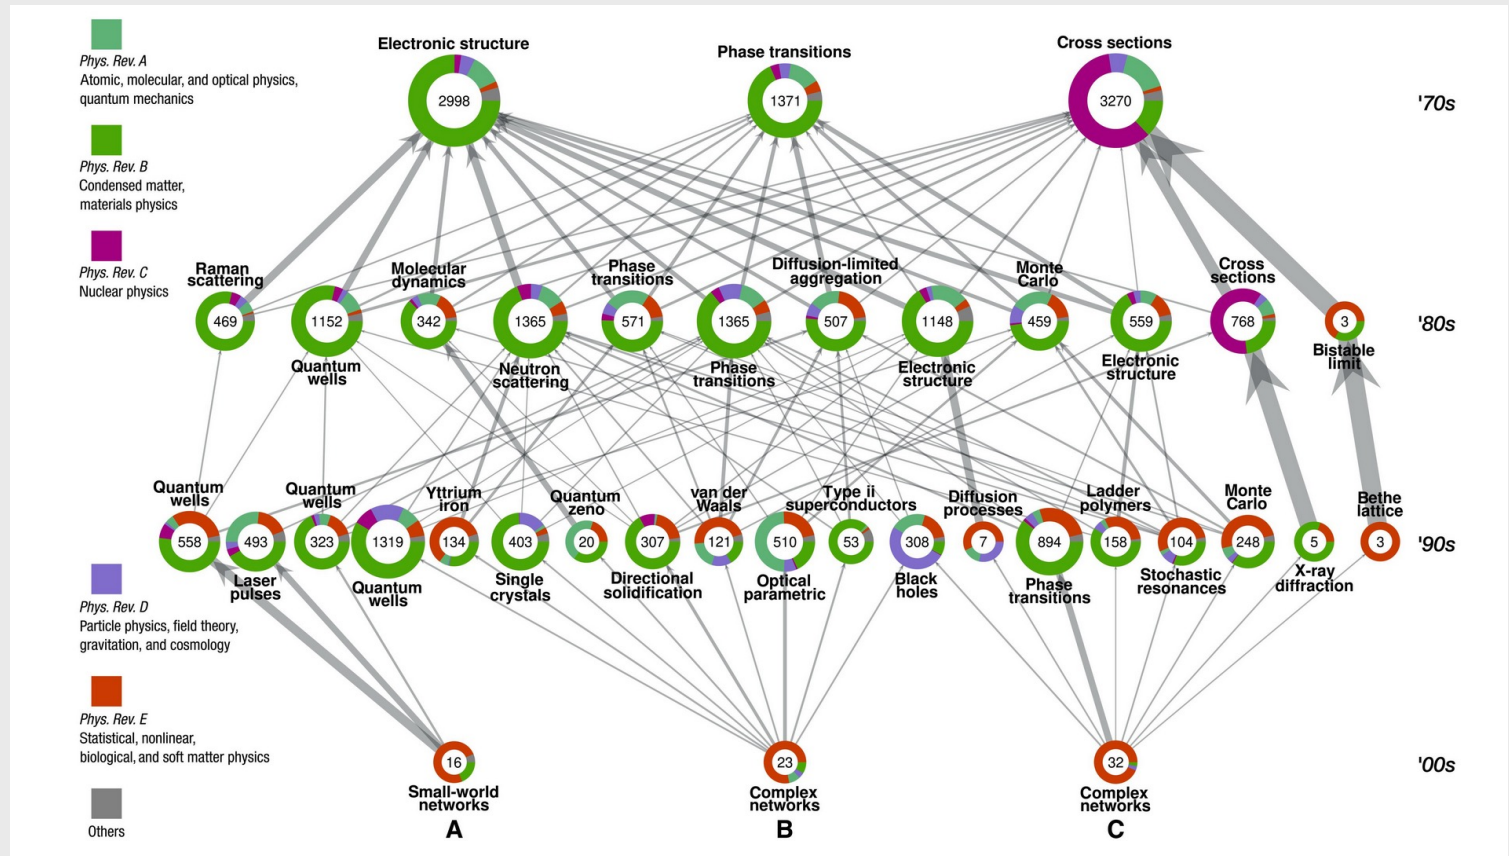 Phys. Rev. A
Atomic, molecular, and optical physics,
quantum mechanics
Phys. Rev. B
Condensed matter,
materials physics
Phys. Rev. C
Nuclear physics
Phys. Rev. D
Particle physics, field theory,
gravitation, and cosmology
Phys. Rev. E
Statistical, nonlinear,
biological, and soft matter physics
Others
Electronic structure
2998
Phase transitions
1371
Cross sections
3270
'70s
Raman
scattering
469
1152
Quantum
wells
Molecular
dynamics
342
1365
Neutron
scattering
Phase
transitions
571
1365
Phase
transitions
Diffusion-limited
aggregation
507
1148
Electronic
structure
Monte
Carlo
459
559
Electronic
structure
Cross
sections
768
3
Bistable
limit
'80s
Quantum
wells
558
493
Laser
pulses
Quantum
wells
323
1319
Quantum
wells
Yttrium
iron
134
403
Single
crystals
Quantum
zeno
20
307
Directional
solidification
van der
Waals
121
510
Optical
parametric
Type ii
superconductors
53
308
Black
holes
Diffusion
processes
7
894
Phase
transitions
Ladder
polymers
158
104
Stochastic
resonances
Monte
Carlo
248
5
X-ray
diffraction
Bethe
lattice
3
'90s
16
Small-world
networks
A
23
Complex
networks
B
32
Complex
networks
C
'00s